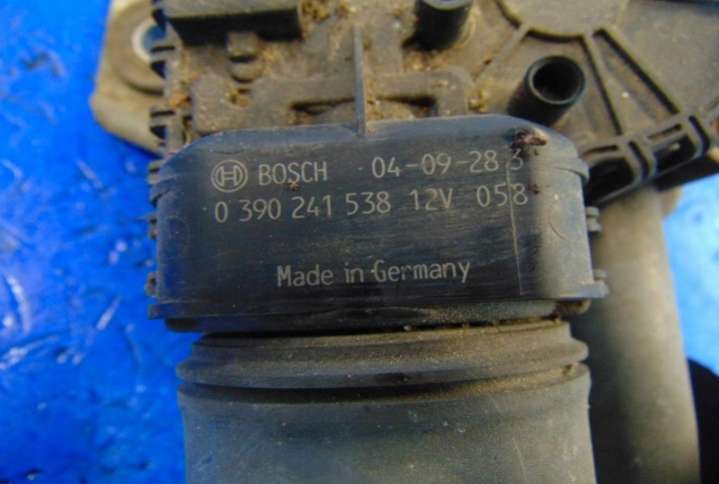 BOSCH 04-09-28 3
0 390 241 538 12V 058
Made in Germany